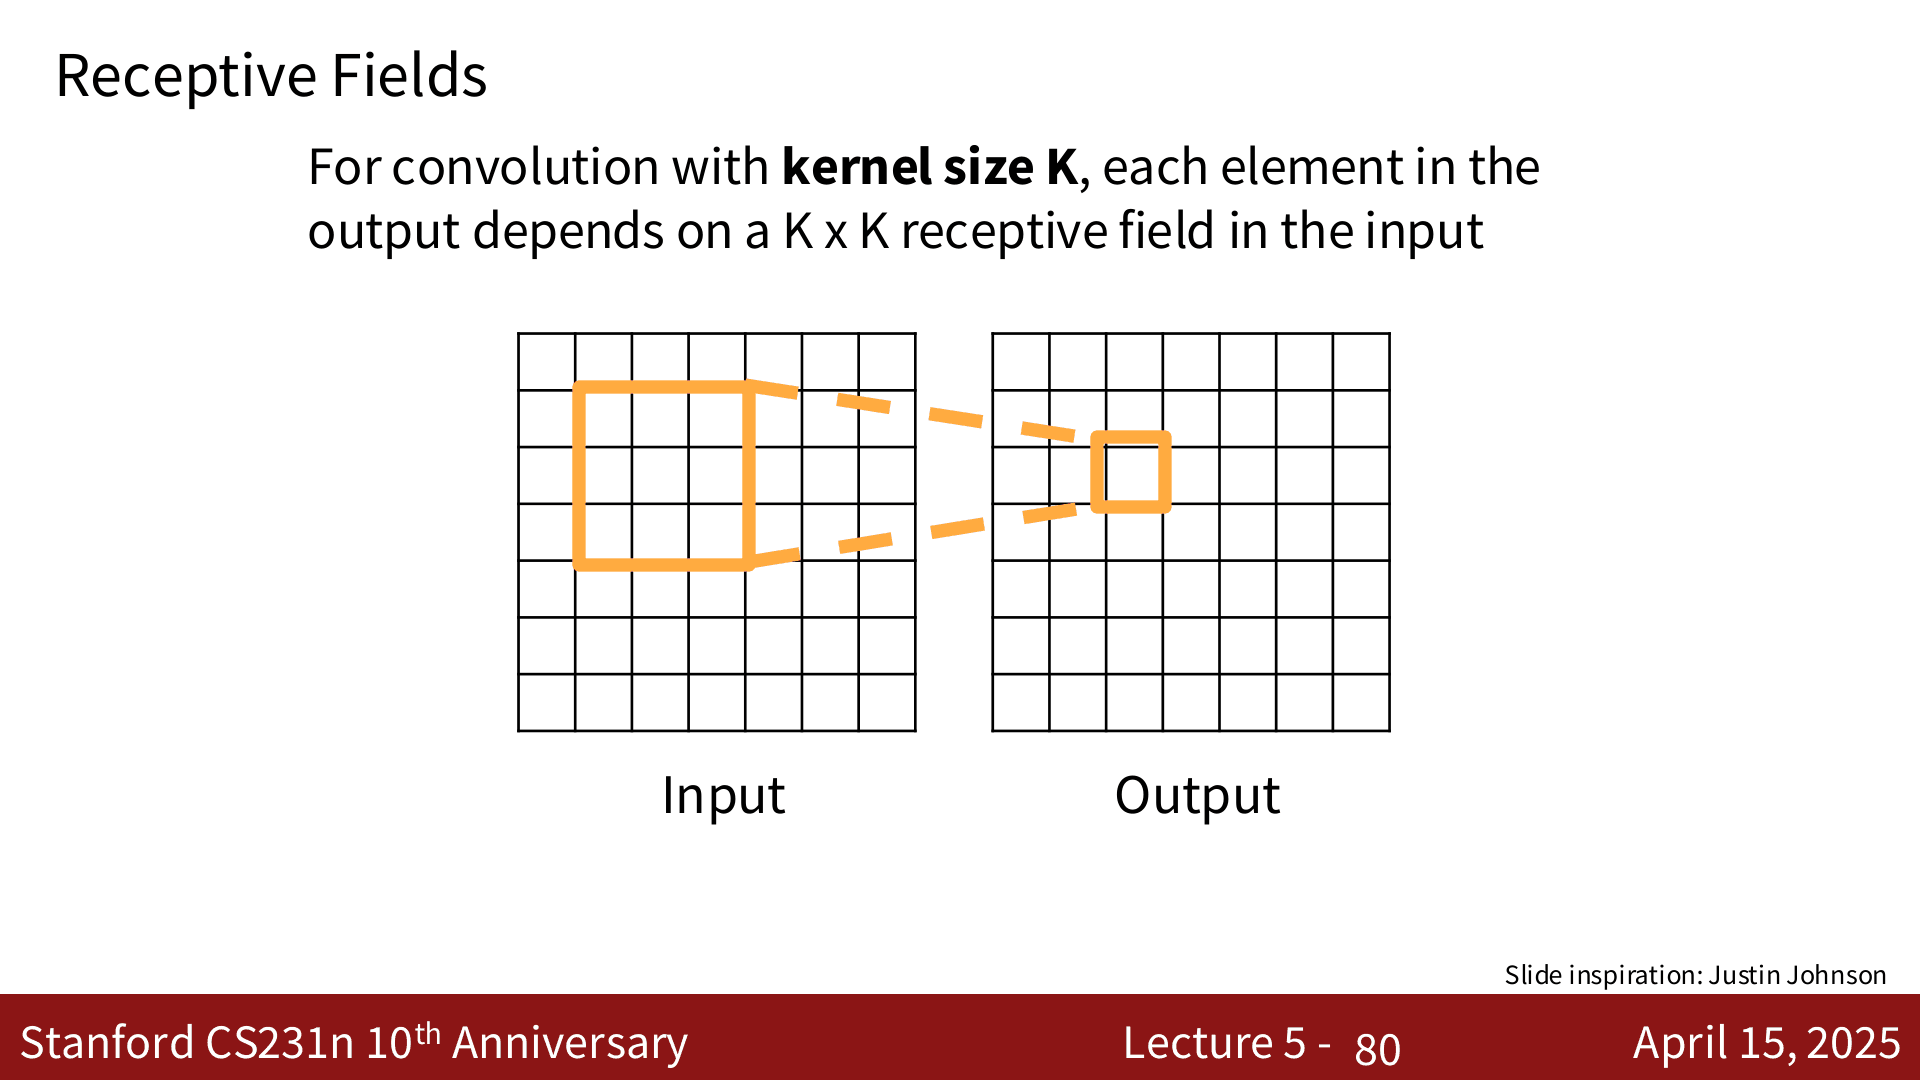 Receptive Fields
For convolution with kernel size K, each element in the
output depends on a K x K receptive field in the input
Input
Output
Slide inspiration: Justin Johnson
Stanford CS231n 10th Anniversary
Lecture 5 - 80
April 15, 2025